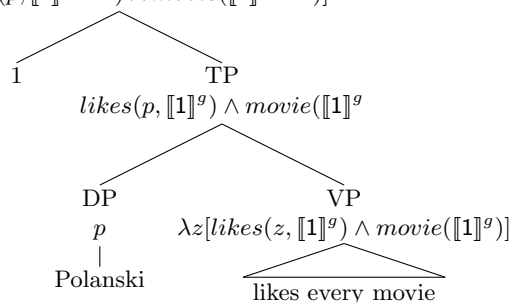 1 TP
likes(p, ⟦1⟧^g) ∧ movie(⟦1⟧^g
DP VP
p λz[likes(z, ⟦1⟧^g) ∧ movie(⟦1⟧^g)]
Polanski
likes every movie